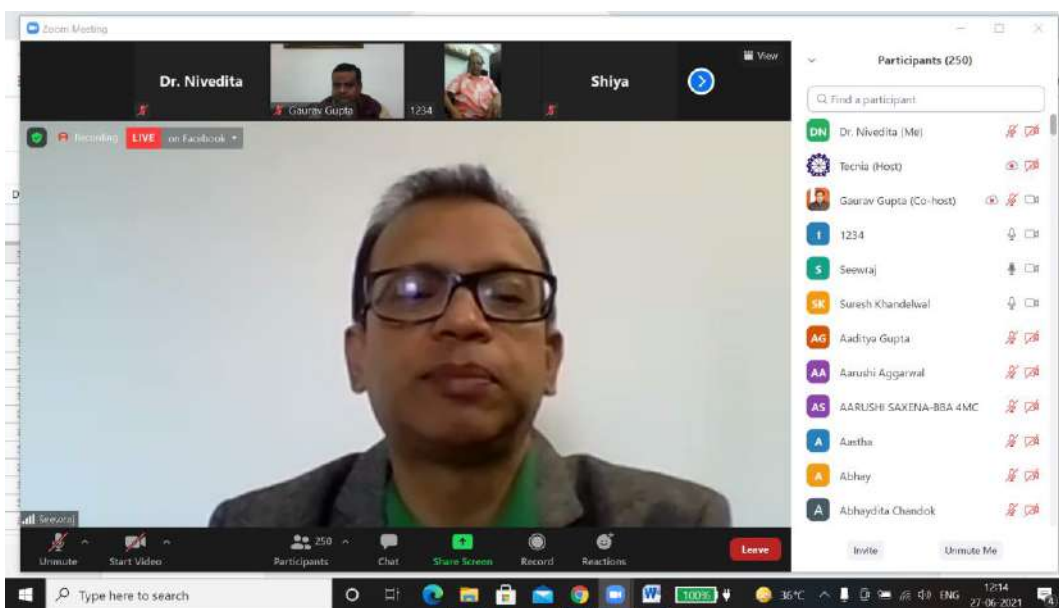 Zoom Meeting
Dr. Nivedita
Gaurav Gupta
1234
Shiya
View
Recording
LIVE on Facebook
Seewraj
Unmute
Start Video
250
Participants
Chat
Share Screen
Record
Reactions
Leave
Participants (250)
Find a participant
DN Dr. Nivedita (Me)
Tecnia (Host)
Gaurav Gupta (Co-host)
1 1234
S Seewraj
SK Suresh Khandelwal
AG Aaditya Gupta
AA Aarushi Aggarwal
AS AARUSHI SAXENA-BBA 4MC
A Aastha
A Abhay
A Abhaydita Chandok
Invite
Unmute Me
Type here to search
W
100%
36°C
ENG
12:14
27-06-2021